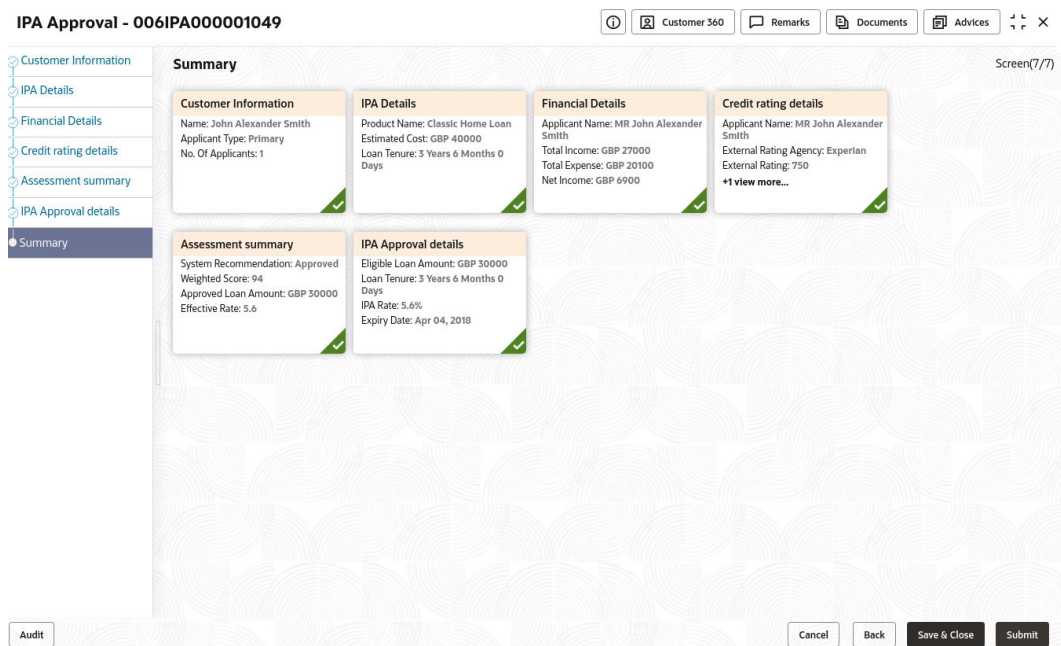 IPA Approval - 006IPA000001049
Customer 360
Remarks
Documents
Advices
Customer Information
IPA Details
Financial Details
Credit rating details
Assessment summary
IPA Approval details
Summary
Summary
Screen(7/7)
Customer Information
Name: John Alexander Smith
Applicant Type: Primary
No. Of Applicants: 1
IPA Details
Product Name: Classic Home Loan
Estimated Cost: GBP 40000
Loan Tenure: 3 Years 6 Months 0
Days
Financial Details
Applicant Name: MR John Alexander
Smith
Total Income: GBP 27000
Total Expense: GBP 20100
Net Income: GBP 6900
Credit rating details
Applicant Name: MR John Alexander
Smith
External Rating Agency: Experian
External Rating: 750
+1 view more...
Assessment summary
System Recommendation: Approved
Weighted Score: 94
Approved Loan Amount: GBP 30000
Effective Rate: 5.6
IPA Approval details
Eligible Loan Amount: GBP 30000
Loan Tenure: 3 Years 6 Months 0
Days
IPA Rate: 5.6%
Expiry Date: Apr 04, 2018
Audit
Cancel
Back
Save & Close
Submit